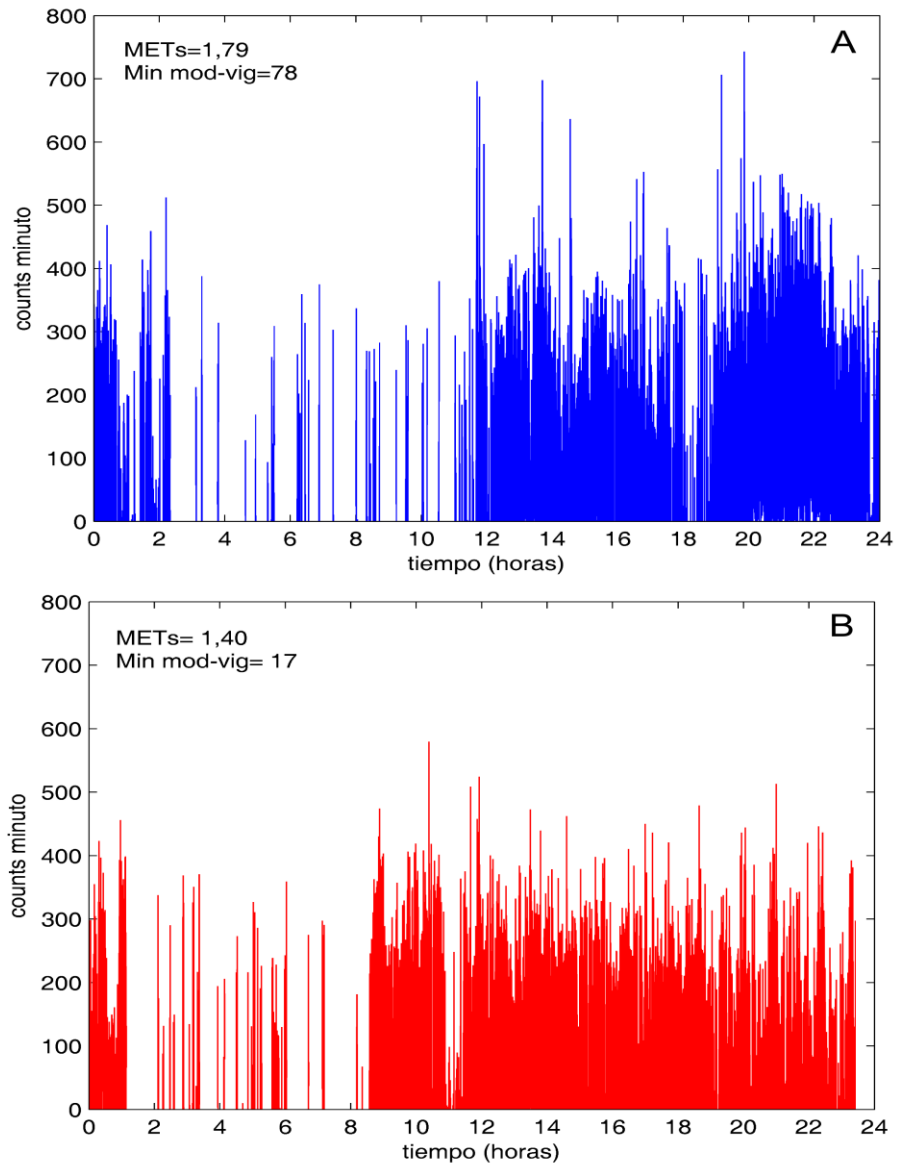 800
700
600
500
400
300
200
100
0
counts minuto
METs=1,79
Min mod-vig=78
A
0 2 4 6 8 10 12 14 16 18 20 22 24
tiempo (horas)
800
700
600
500
400
300
200
100
0
counts minuto
METs= 1,40
Min mod-vig= 17
B
0 2 4 6 8 10 12 14 16 18 20 22 24
tiempo (horas)